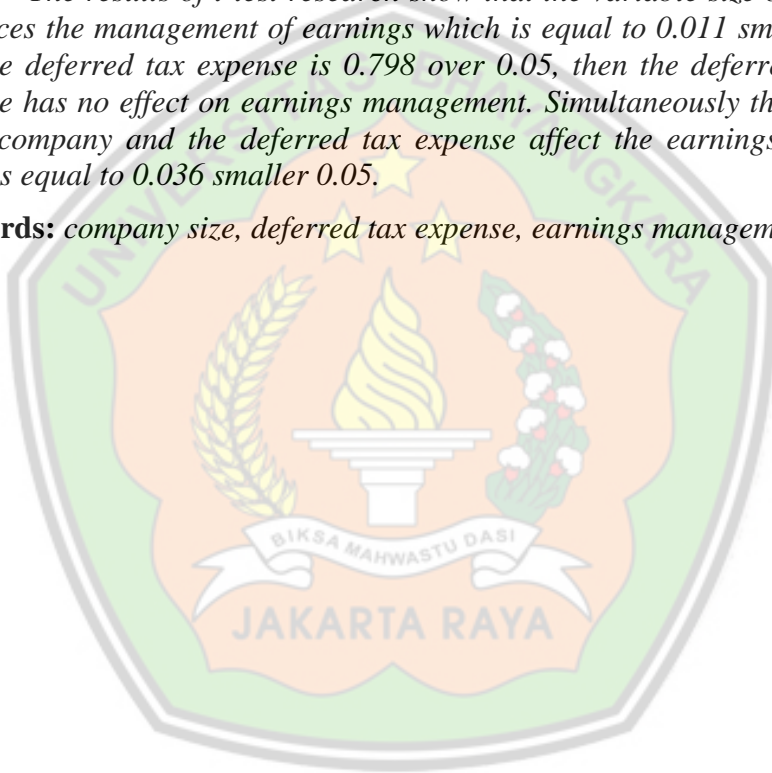 The results of t-test research show that the variable size o
ces the management of earnings which is equal to 0.011 sm
e deferred tax expense is 0.798 over 0.05, then the deferr
e has no effect on earnings management. Simultaneously th
company and the deferred tax expense affect the earnings
s equal to 0.036 smaller 0.05.
rds: company size, deferred tax expense, earnings managem
UNIVERSITAS BHAYANGKARA
BIKSA MAHWASTU DASI
JAKARTA RAYA